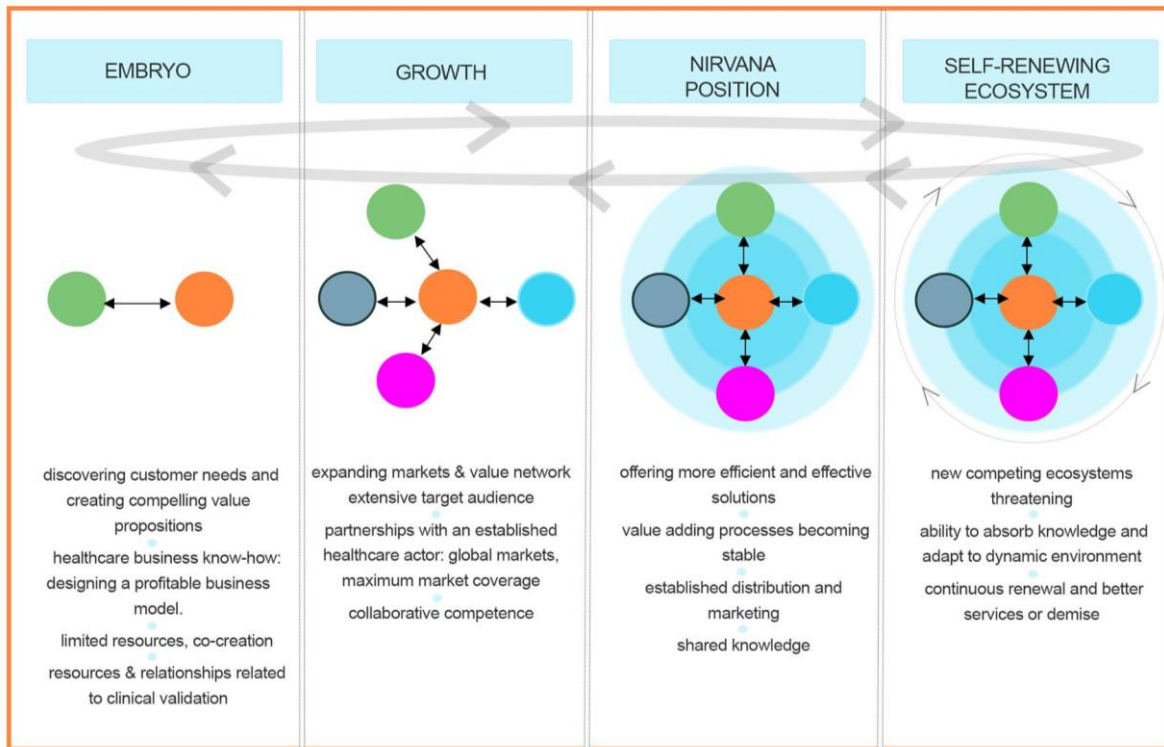 EMBRYO
discovering customer needs and
creating compelling value
propositions
healthcare business know-how:
designing a profitable business
model.
limited resources, co-creation
resources & relationships related
to clinical validation
GROWTH
expanding markets & value network
extensive target audience
partnerships with an established
healthcare actor: global markets,
maximum market coverage
collaborative competence
NIRVANA
POSITION
offering more efficient and effective
solutions
value adding processes becoming
stable
established distribution and
marketing
shared knowledge
SELF-RENEWING
ECOSYSTEM
new competing ecosystems
threatening
ability to absorb knowledge and
adapt to dynamic environment
continuous renewal and better
services or demise